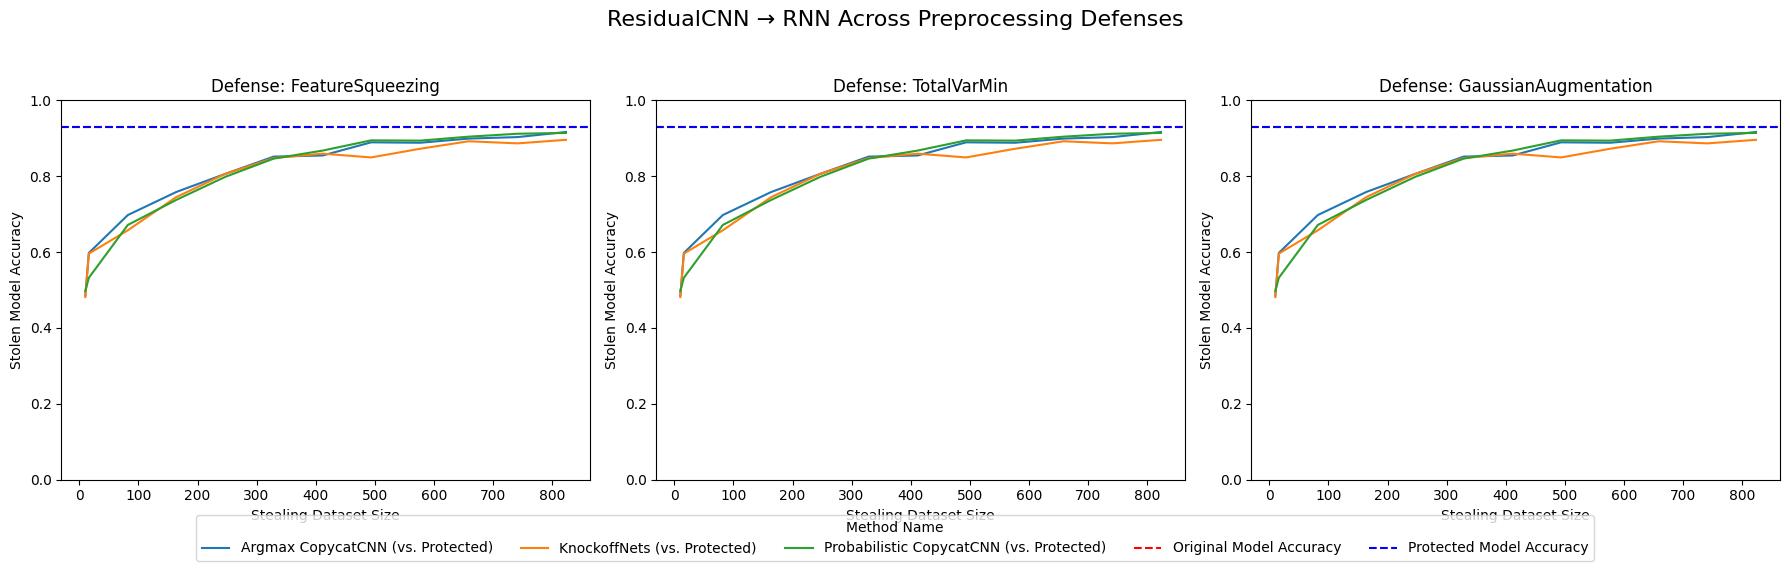 ResidualCNN → RNN Across Preprocessing Defenses
Defense: FeatureSqueezing
Stolen Model Accuracy
1.0
0.8
0.6
0.4
0.2
0.0
0 100 200 300 400 500 600 700 800
Stealing Dataset Size
Defense: TotalVarMin
Stolen Model Accuracy
1.0
0.8
0.6
0.4
0.2
0.0
0 100 200 300 400 500 600 700 800
Stealing Dataset Size
Defense: GaussianAugmentation
Stolen Model Accuracy
1.0
0.8
0.6
0.4
0.2
0.0
0 100 200 300 400 500 600 700 800
Stealing Dataset Size
Method Name
Argmax CopycatCNN (vs. Protected)
KnockoffNets (vs. Protected)
Probabilistic CopycatCNN (vs. Protected)
Original Model Accuracy
Protected Model Accuracy